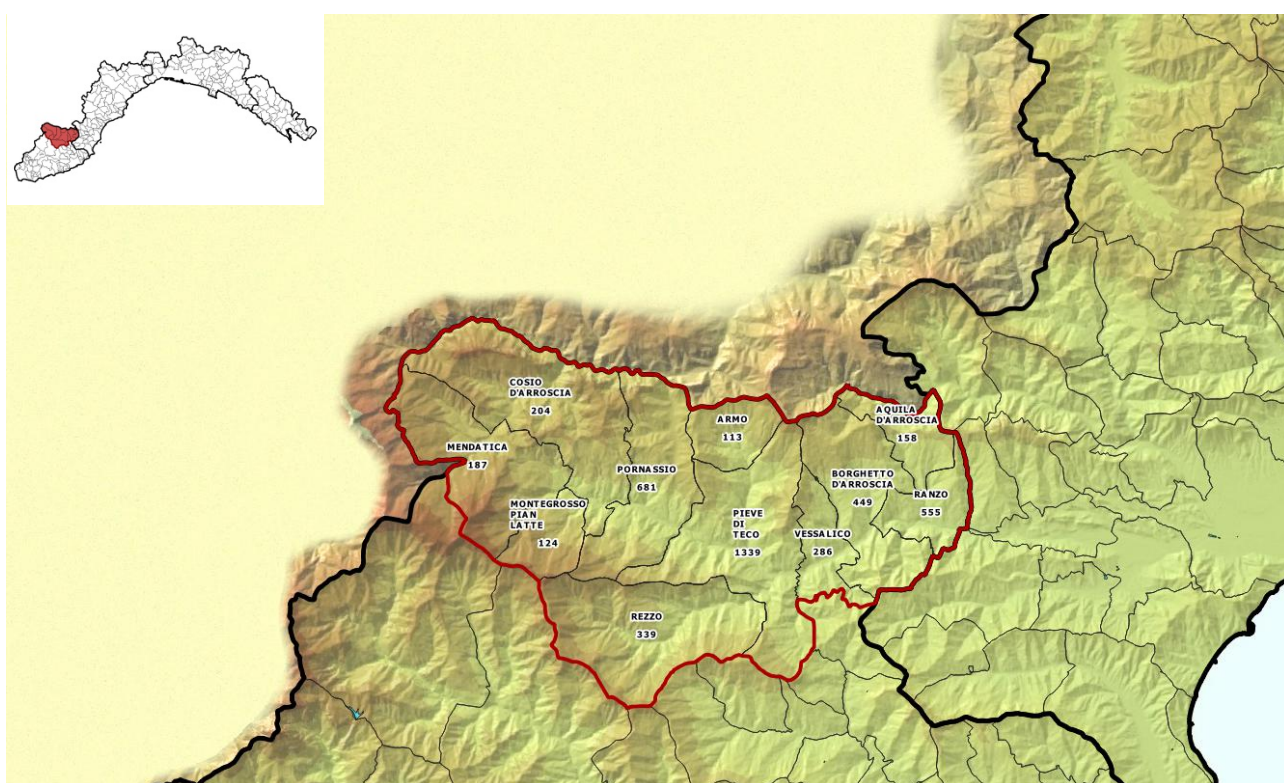 COSIO
D'ARROSCIA
204
ARMO
113
AQUILA
D'ARROSCIA
158
MENDATICA
187
PORNASSIO
681
BORGHETTO
D'ARROSCIA
449
RANZO
555
MONTEGROSSO
PIAN
LATTE
124
PIEVE
DI
TECO
1339
VESSALICO
286
REZZO
339